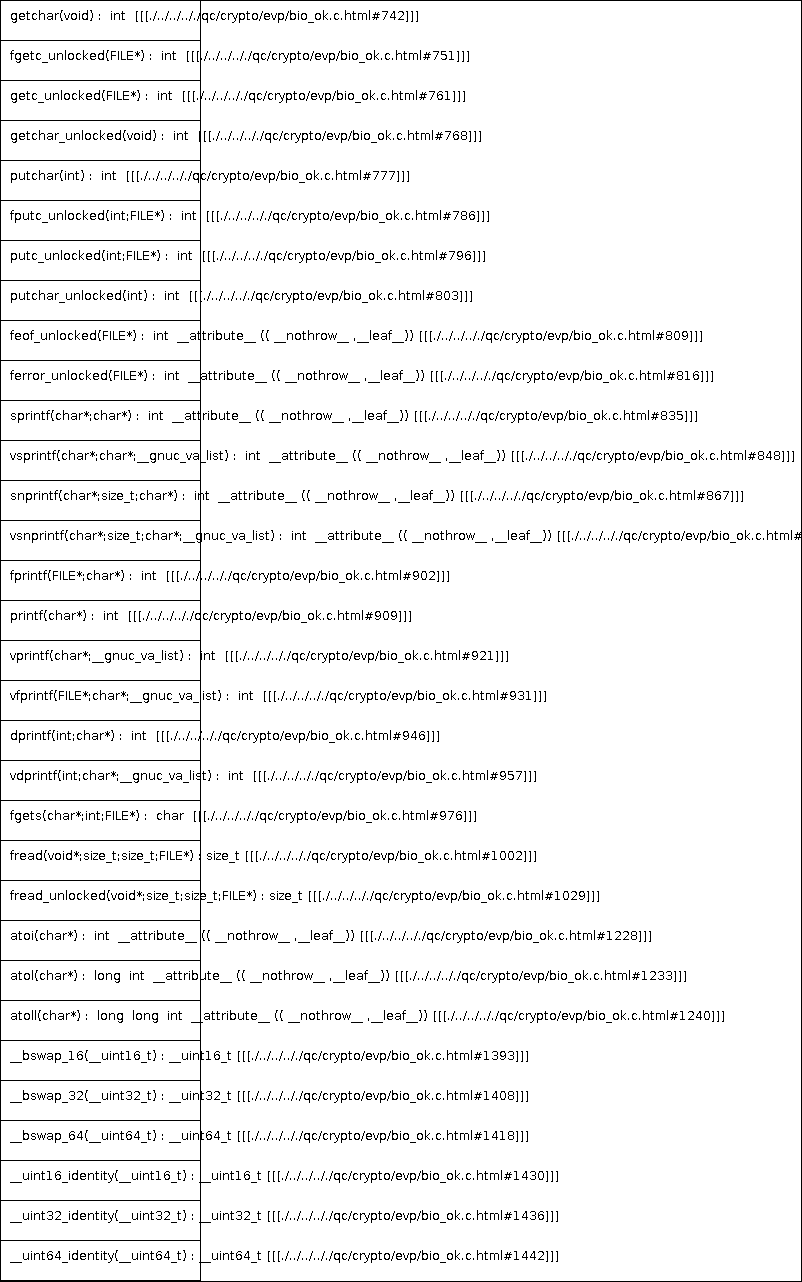 getchar(void) : int [[[./../../../qc/crypto/evp/bio_ok.c.html#742]]]
fgetc_unlocked(FILE*) : int [[[./../../../qc/crypto/evp/bio_ok.c.html#751]]]
getc_unlocked(FILE*) : int [[[./../../../qc/crypto/evp/bio_ok.c.html#761]]]
getchar_unlocked(void) : int [[[./../../../qc/crypto/evp/bio_ok.c.html#768]]]
putchar(int) : int [[[./../../../qc/crypto/evp/bio_ok.c.html#777]]]
fputc_unlocked(int;FILE*) : int [[[./../../../qc/crypto/evp/bio_ok.c.html#786]]]
putc_unlocked(int;FILE*) : int [[[./../../../qc/crypto/evp/bio_ok.c.html#796]]]
putchar_unlocked(int) : int [[[./../../../qc/crypto/evp/bio_ok.c.html#803]]]
feof_unlocked(FILE*) : int __attribute__ (( __nothrow__ ,__leaf__)) [[[./../../../qc/crypto/evp/bio_ok.c.html#809]]]
ferror_unlocked(FILE*) : int __attribute__ (( __nothrow__ ,__leaf__)) [[[./../../../qc/crypto/evp/bio_ok.c.html#816]]]
sprintf(char*;char*) : int __attribute__ (( __nothrow__ ,__leaf__)) [[[./../../../qc/crypto/evp/bio_ok.c.html#835]]]
vsprintf(char*;char*;__gnuc_va_list) : int __attribute__ (( __nothrow__ ,__leaf__)) [[[./../../../qc/crypto/evp/bio_ok.c.html#848]]]
snprintf(char*;size_t;char*) : int __attribute__ (( __nothrow__ ,__leaf__)) [[[./../../../qc/crypto/evp/bio_ok.c.html#867]]]
vsnprintf(char*;size_t;char*;__gnuc_va_list) : int __attribute__ (( __nothrow__ ,__leaf__)) [[[./../../../qc/crypto/evp/bio_ok.c.html#
fprintf(FILE*;char*) : int [[[./../../../qc/crypto/evp/bio_ok.c.html#902]]]
printf(char*) : int [[[./../../../qc/crypto/evp/bio_ok.c.html#909]]]
vprintf(char*;__gnuc_va_list) : int [[[./../../../qc/crypto/evp/bio_ok.c.html#921]]]
vfprintf(FILE*;char*;__gnuc_va_list) : int [[[./../../../qc/crypto/evp/bio_ok.c.html#931]]]
dprintf(int;char*) : int [[[./../../../qc/crypto/evp/bio_ok.c.html#946]]]
vdprintf(int;char*;__gnuc_va_list) : int [[[./../../../qc/crypto/evp/bio_ok.c.html#957]]]
fgets(char*;int;FILE*) : char [[[./../../../qc/crypto/evp/bio_ok.c.html#976]]]
fread(void*;size_t;size_t;FILE*) : size_t [[[./../../../qc/crypto/evp/bio_ok.c.html#1002]]]
fread_unlocked(void*;size_t;size_t;FILE*) : size_t [[[./../../../qc/crypto/evp/bio_ok.c.html#1029]]]
atoi(char*) : int __attribute__ (( __nothrow__ ,__leaf__)) [[[./../../../qc/crypto/evp/bio_ok.c.html#1228]]]
atol(char*) : long int __attribute__ (( __nothrow__ ,__leaf__)) [[[./../../../qc/crypto/evp/bio_ok.c.html#1233]]]
atoll(char*) : long long int __attribute__ (( __nothrow__ ,__leaf__)) [[[./../../../qc/crypto/evp/bio_ok.c.html#1240]]]
__bswap_16(__uint16_t) : __uint16_t [[[./../../../qc/crypto/evp/bio_ok.c.html#1393]]]
__bswap_32(__uint32_t) : __uint32_t [[[./../../../qc/crypto/evp/bio_ok.c.html#1408]]]
__bswap_64(__uint64_t) : __uint64_t [[[./../../../qc/crypto/evp/bio_ok.c.html#1418]]]
__uint16_identity(__uint16_t) : __uint16_t [[[./../../../qc/crypto/evp/bio_ok.c.html#1430]]]
__uint32_identity(__uint32_t) : __uint32_t [[[./../../../qc/crypto/evp/bio_ok.c.html#1436]]]
__uint64_identity(__uint64_t) : __uint64_t [[[./../../../qc/crypto/evp/bio_ok.c.html#1442]]]